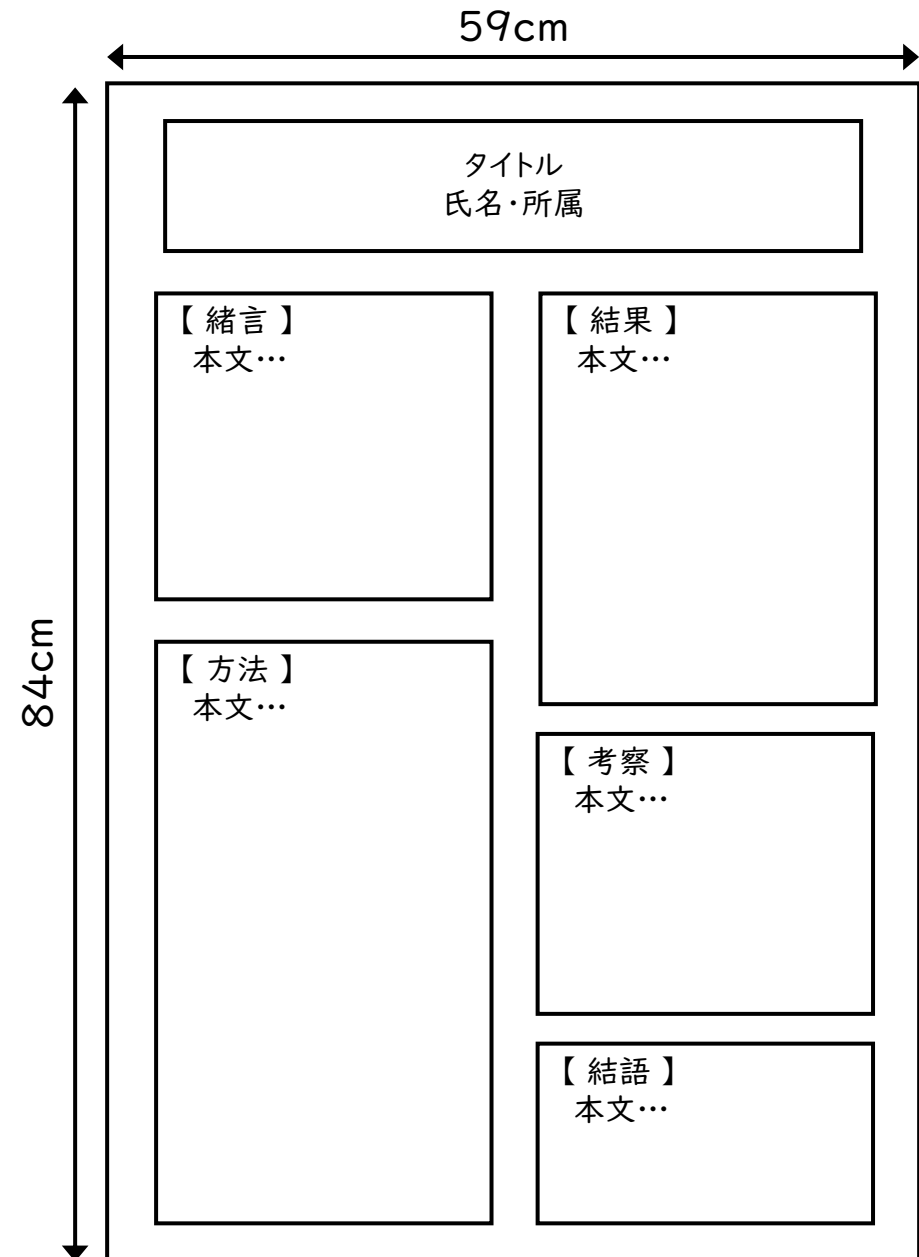 59cm
84cm
タイトル
氏名・所属
【 緒言 】
本文…
【 方法 】
本文…
【 結果 】
本文…
【 考察 】
本文…
【 結語 】
本文…